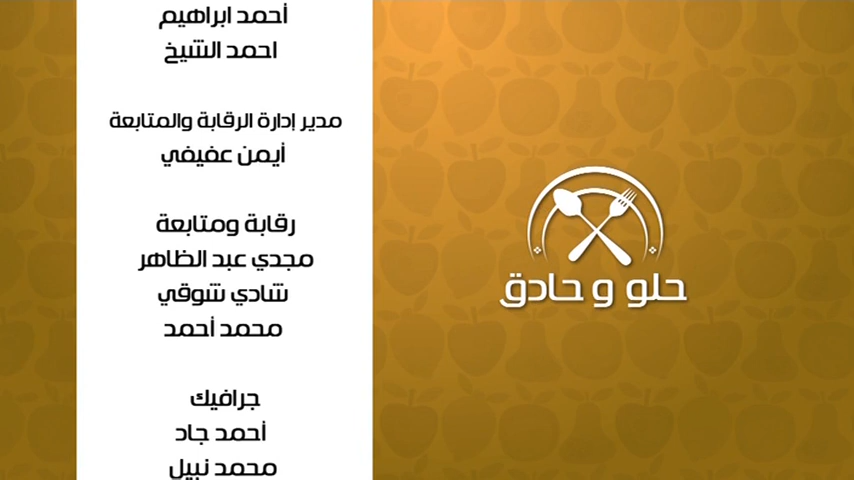 أحمد ابراهيم
احمد الشيخ
مدير إدارة الرقابة والمتابعة
أيمن عفيفي
رقابة ومتابعة
مجدي عبد الظاهر
شادي شوقي
محمد أحمد
جرافيك
أحمد جاد
محمد نبيل
حلو و حادق